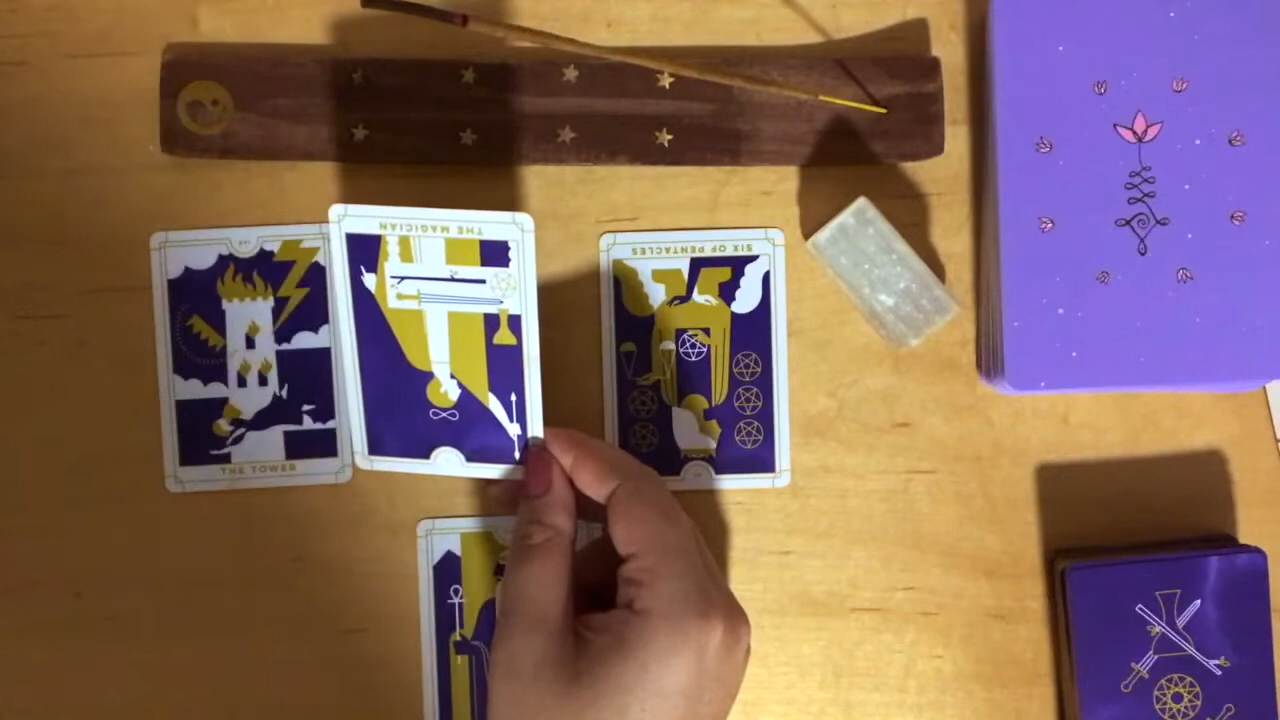 THE MAGICIAN
SIX OF PENTACLES
THE TOWER